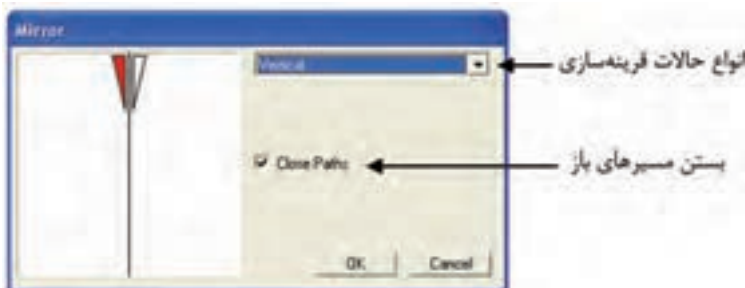 Mirror
Vertical
انواع حالات قرینه‌سازی
Close Paths
بستن مسیرهای باز
OK
Cancel